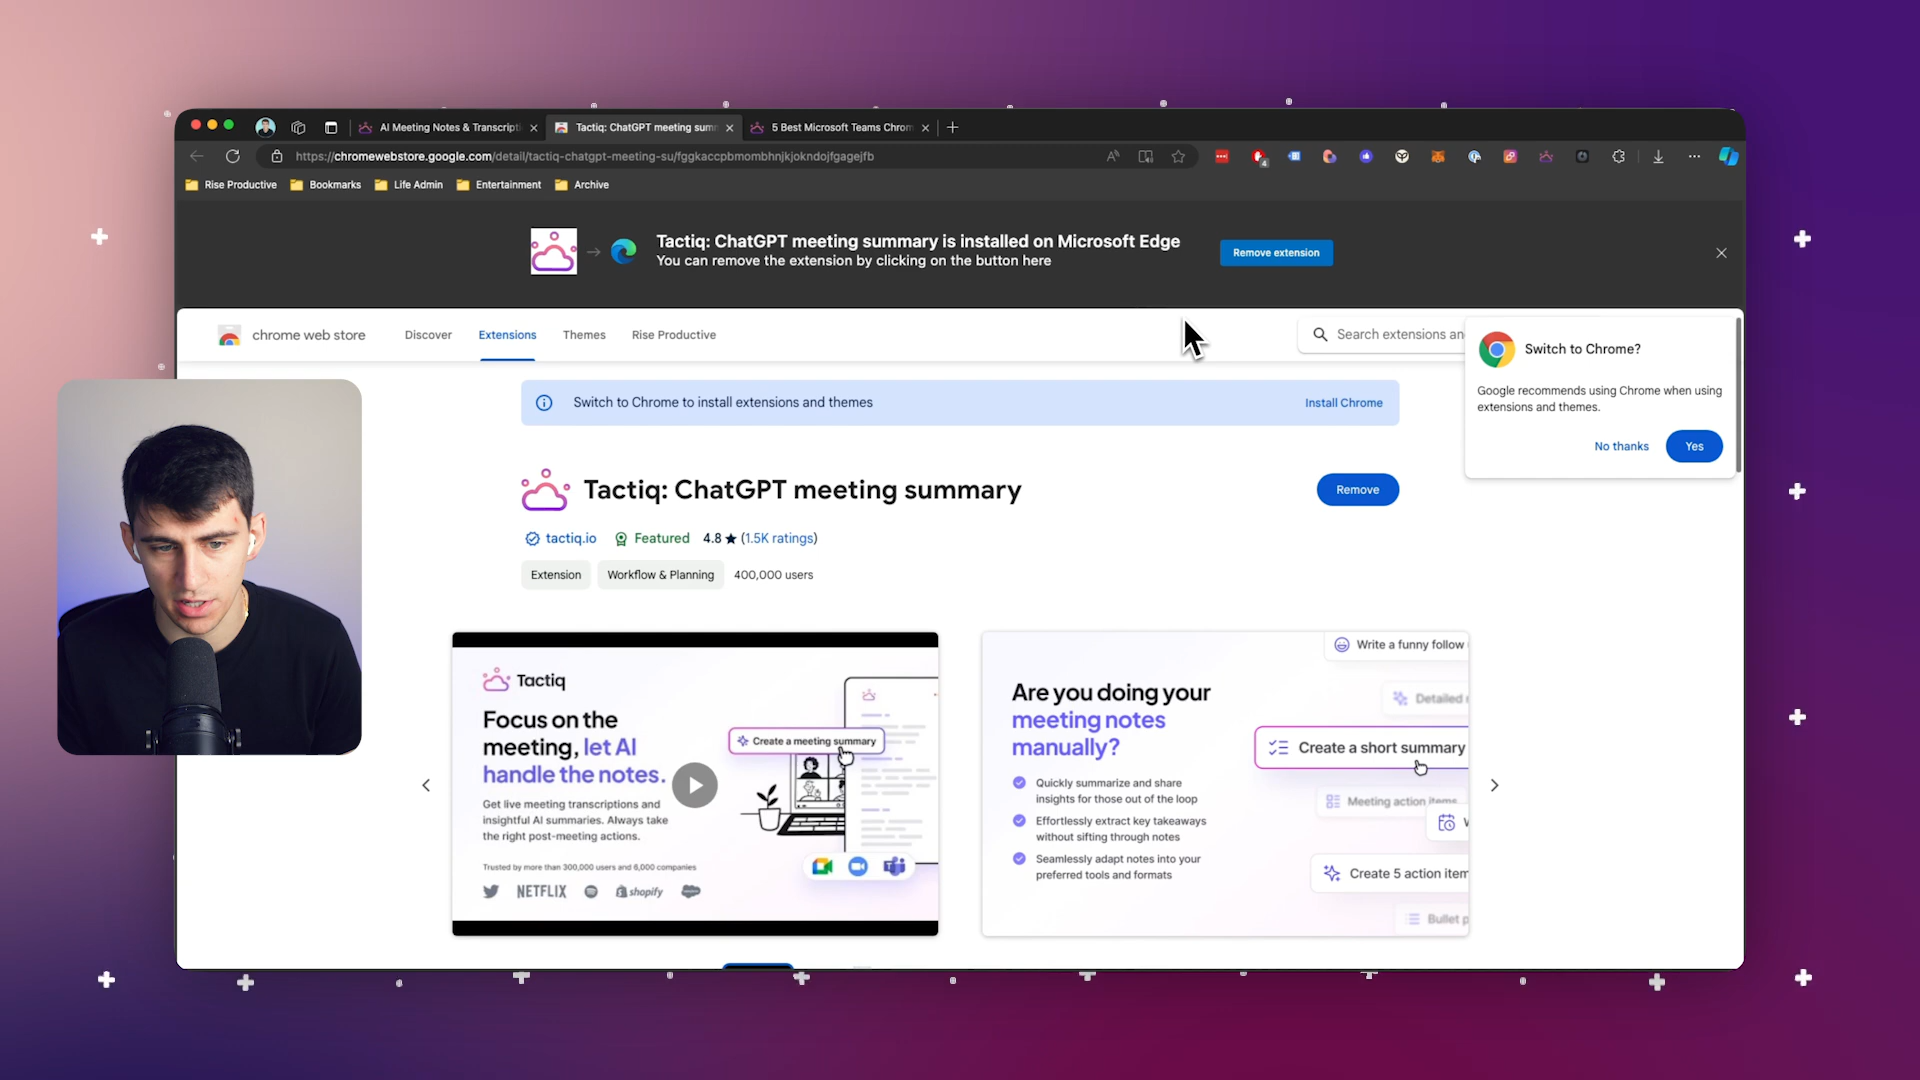 AI Meeting Notes & Transcripti
Tactiq: ChatGPT meeting sum
5 Best Microsoft Teams Chrom
https://chromewebstore.google.com/detail/tactiq-chatgpt-meeting-su/fggkaccpbmombhnjkjokndojfgagejfb
4
Rise Productive
Bookmarks
Life Admin
Entertainment
Archive
Tactiq: ChatGPT meeting summary is installed on Microsoft Edge
You can remove the extension by clicking on the button here
Remove extension
chrome web store
Discover
Extensions
Themes
Rise Productive
Search extensions an
Switch to Chrome?
Google recommends using Chrome when using
extensions and themes.
No thanks
Yes
Switch to Chrome to install extensions and themes
Install Chrome
Tactiq: ChatGPT meeting summary
Remove
tactiq.io
Featured
4.8 ★ (1.5K ratings)
Extension
Workflow & Planning
400,000 users
Tactiq
Focus on the
meeting, let AI
handle the notes.
Get live meeting transcriptions and
insightful AI summaries. Always take
the right post-meeting actions.
Trusted by more than 300,000 users and 6,000 companies
NETFLIX
shopify
Create a meeting summary
Are you doing your
meeting notes
manually?
Quickly summarize and share
insights for those out of the loop
Effortlessly extract key takeaways
without sifting through notes
Seamlessly adapt notes into your
preferred tools and formats
Write a funny follow
Detailed
Create a short summary
Meeting action items
Create 5 action item
Bullet p